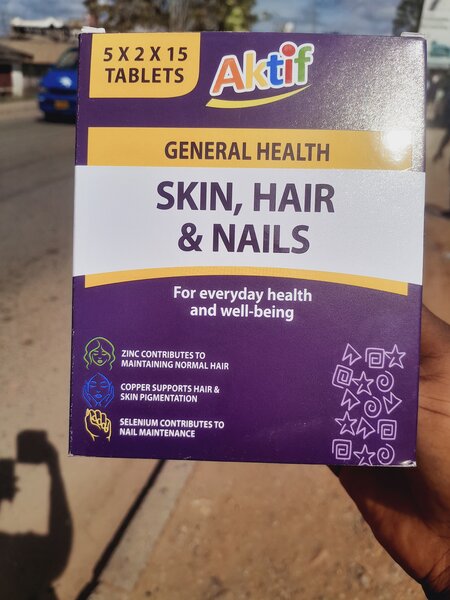 5 X 2 X 15
TABLETS
Aktif
GENERAL HEALTH
SKIN, HAIR
& NAILS
For everyday health
and well-being
ZINC CONTRIBUTES TO
MAINTAINING NORMAL HAIR
COPPER SUPPORTS HAIR &
SKIN PIGMENTATION
SELENIUM CONTRIBUTES TO
NAIL MAINTENANCE